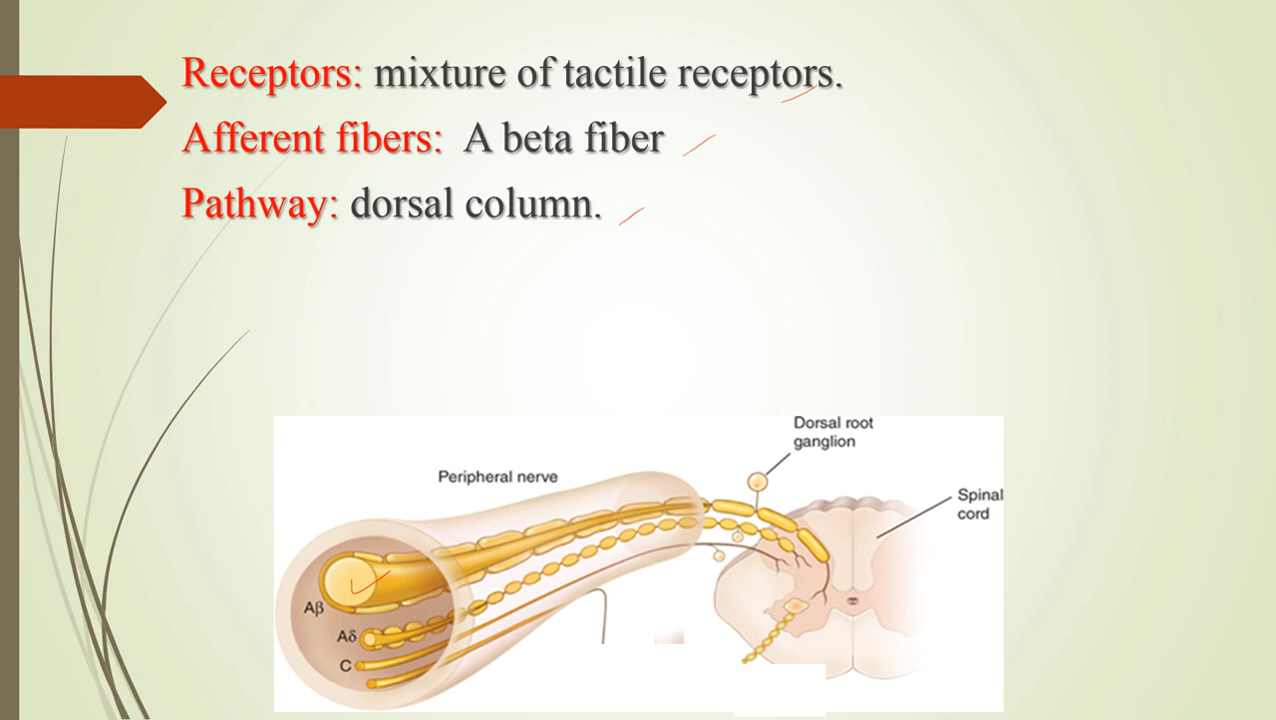 Receptors: mixture of tactile receptors.
Afferent fibers: A beta fiber
Pathway: dorsal column.
Dorsal root
ganglion
Peripheral nerve
Spinal
cord
Aβ
Aδ
C